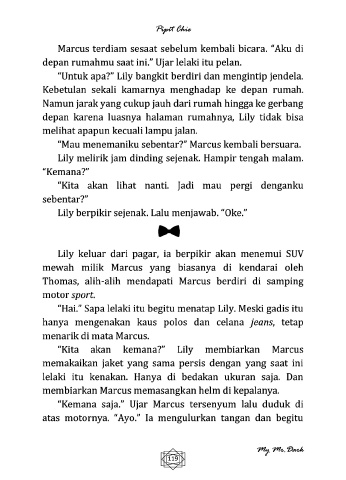 Pipit Chie
Marcus terdiam sesaat sebelum kembali bicara. “Aku di
depan rumahmu saat ini.” Ujar lelaki itu pelan.
“Untuk apa?” Lily bangkit berdiri dan mengintip jendela.
Kebetulan sekali kamarnya menghadap ke depan rumah.
Namun jarak yang cukup jauh dari rumah hingga ke gerbang
depan karena luasnya halaman rumahnya, Lily tidak bisa
melihat apapun kecuali lampu jalan.
“Mau menemaniku sebentar?” Marcus kembali bersuara.
Lily melirik jam dinding sejenak. Hampir tengah malam.
“Kemana?”
“Kita akan lihat nanti. Jadi mau pergi denganku
sebentar?”
Lily berpikir sejenak. Lalu menjawab. “Oke.”
Lily keluar dari pagar, ia berpikir akan menemui SUV
mewah milik Marcus yang biasanya di kendarai oleh
Thomas, alih-alih mendapati Marcus berdiri di samping
motor sport.
“Hai.” Sapa lelaki itu begitu menatap Lily. Meski gadis itu
hanya mengenakan kaus polos dan celana jeans, tetap
menarik di mata Marcus.
“Kita akan kemana?” Lily membiarkan Marcus
memakaikan jaket yang sama persis dengan yang saat ini
lelaki itu kenakan. Hanya di bedakan ukuran saja. Dan
membiarkan Marcus memasangkan helm di kepalanya.
“Kemana saja.” Ujar Marcus tersenyum lalu duduk di
atas motornya. “Ayo.” Ia mengulurkan tangan dan begitu
My Mr. Dark
119